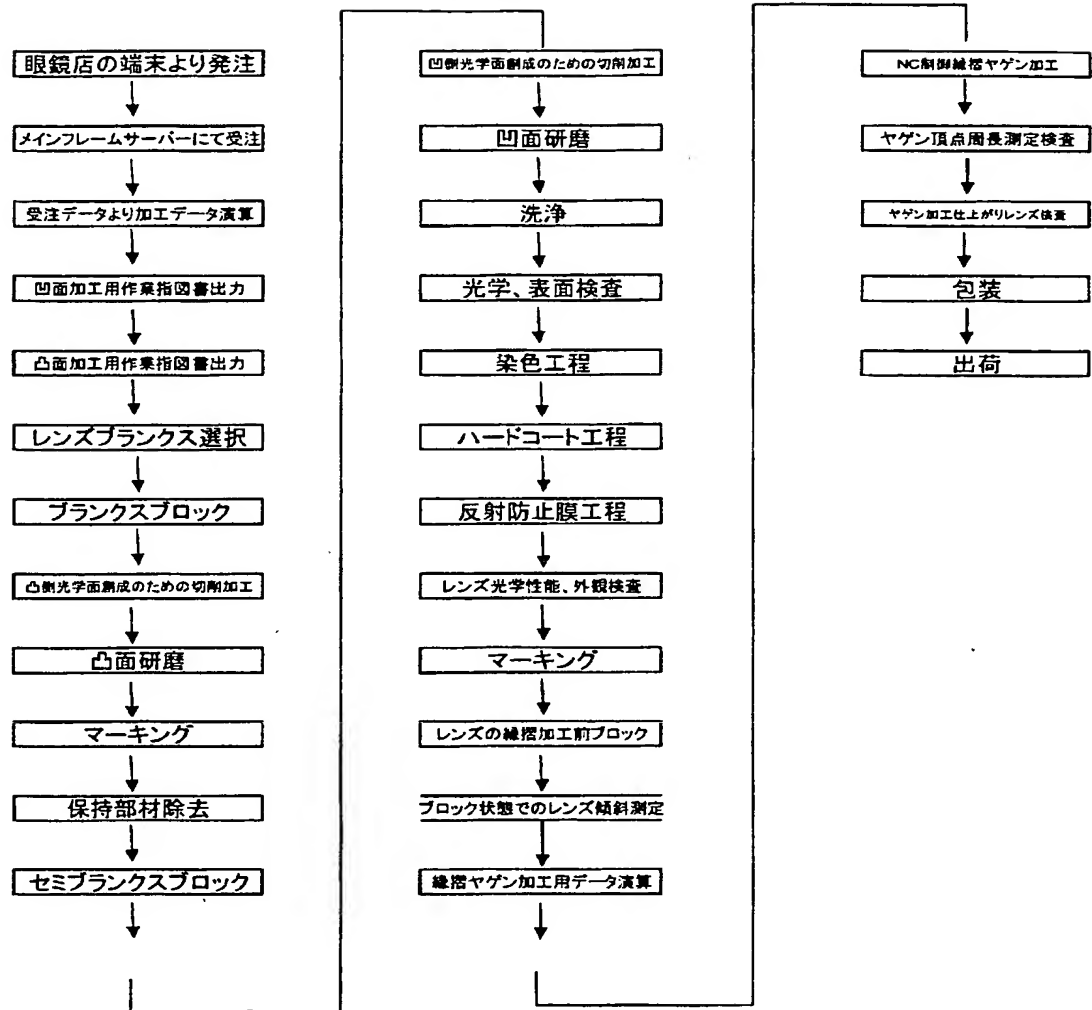 眼鏡店の端末より発注
メインフレームサーバーにて受注
受注データより加工データ演算
凹面加工用作業指図書出力
凸面加工用作業指図書出力
レンズブランクス選択
ブランクスブロック
凸側光学面創成のための切削加工
凸面研磨
マーキング
保持部材除去
セミブランクスブロック
凹側光学面創成のための切削加工
凹面研磨
洗浄
光学、表面検査
染色工程
ハードコート工程
反射防止膜工程
レンズ光学性能、外観検査
マーキング
レンズの縁摺加工前ブロック
ブロック状態でのレンズ傾斜測定
縁摺ヤゲン加工用データ演算
NC制御縁摺ヤゲン加工
ヤゲン頂点周長測定検査
ヤゲン加工仕上がりレンズ検査
包装
出荷